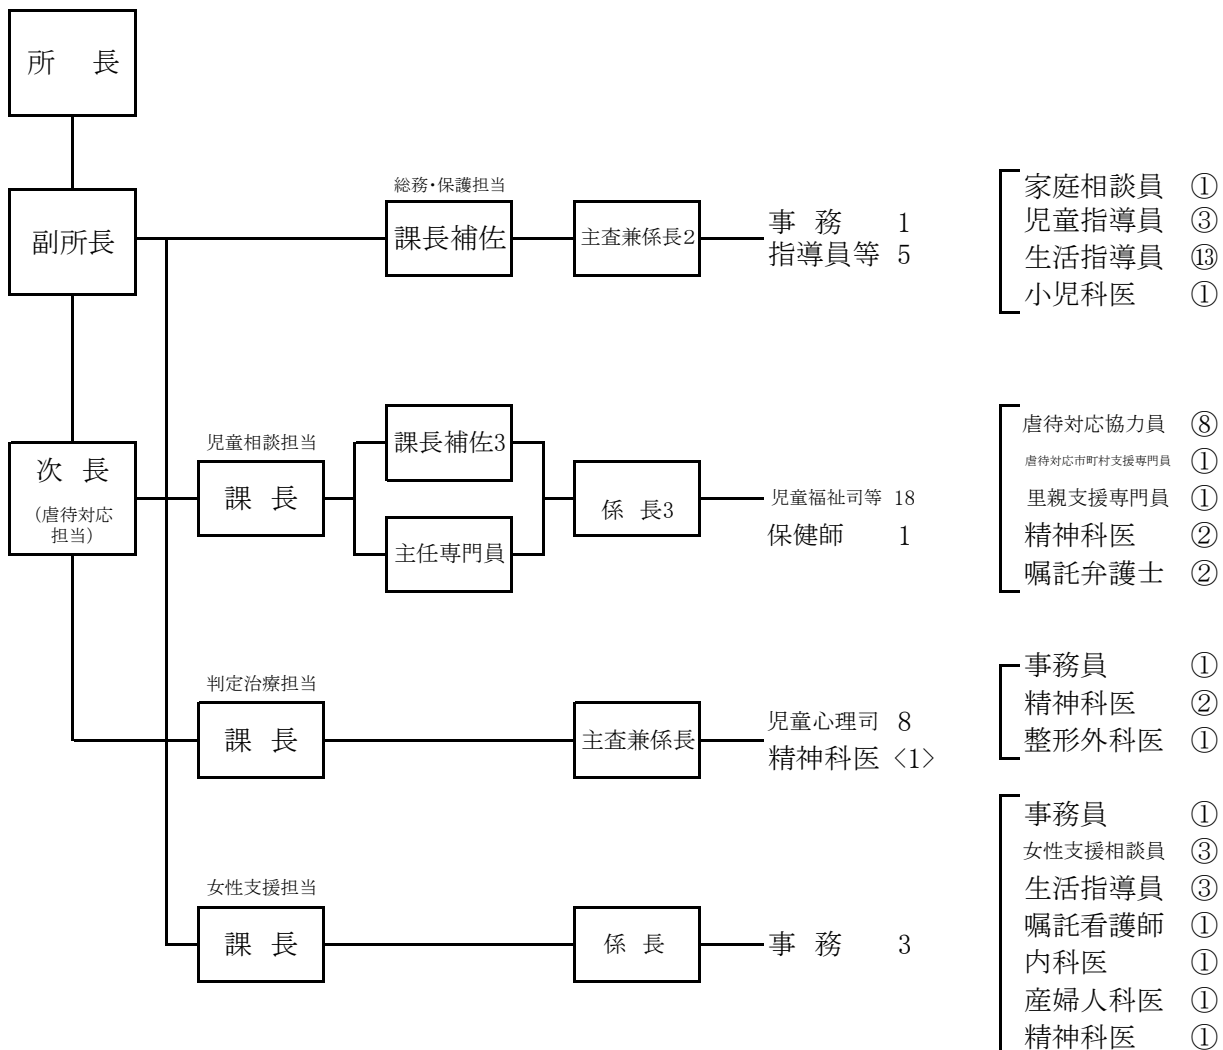 所　長
総務・保護担当
副所長
課長補佐
主査兼係長2
事　務　1
指導員等　5
家庭相談員　①
児童指導員　③
生活指導員　⑬
小児科医　①
次　長
(虐待対応
担当)
児童相談担当
課　長
課長補佐3
主任専門員
係　長3
児童福祉司等　18
保健師　1
虐待対応協力員　⑧
虐待対応市町村支援専門員　①
里親支援専門員　①
精神科医　②
嘱託弁護士　②
判定治療担当
課　長
主査兼係長
児童心理司　8
精神科医　<1>
事務員　①
精神科医　②
整形外科医　①
女性支援担当
課　長
係　長
事　務　3
事務員　①
女性支援相談員　③
生活指導員　③
嘱託看護師　①
内科医　①
産婦人科医　①
精神科医　①